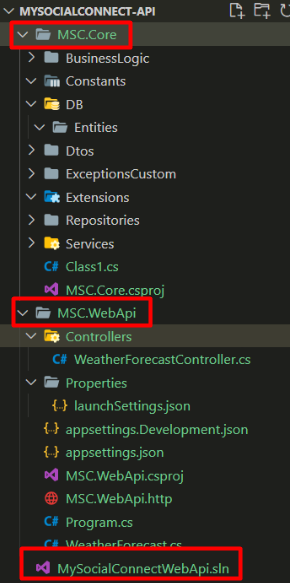 MYSOCIALCONNECT-API
MSC.Core
BusinessLogic
Constants
DB
Entities
Dtos
ExceptionsCustom
Extensions
Repositories
Services
C# Class1.cs
MSC.Core.csproj
MSC.WebApi
Controllers
C# WeatherForecastController.cs
Properties
{..} launchSettings.json
{..} appsettings.Development.json
{..} appsettings.json
MSC.WebApi.csproj
MSC.WebApi.http
C# Program.cs
C# WeatherForecast.cs
MySocialConnectWebApi.sln